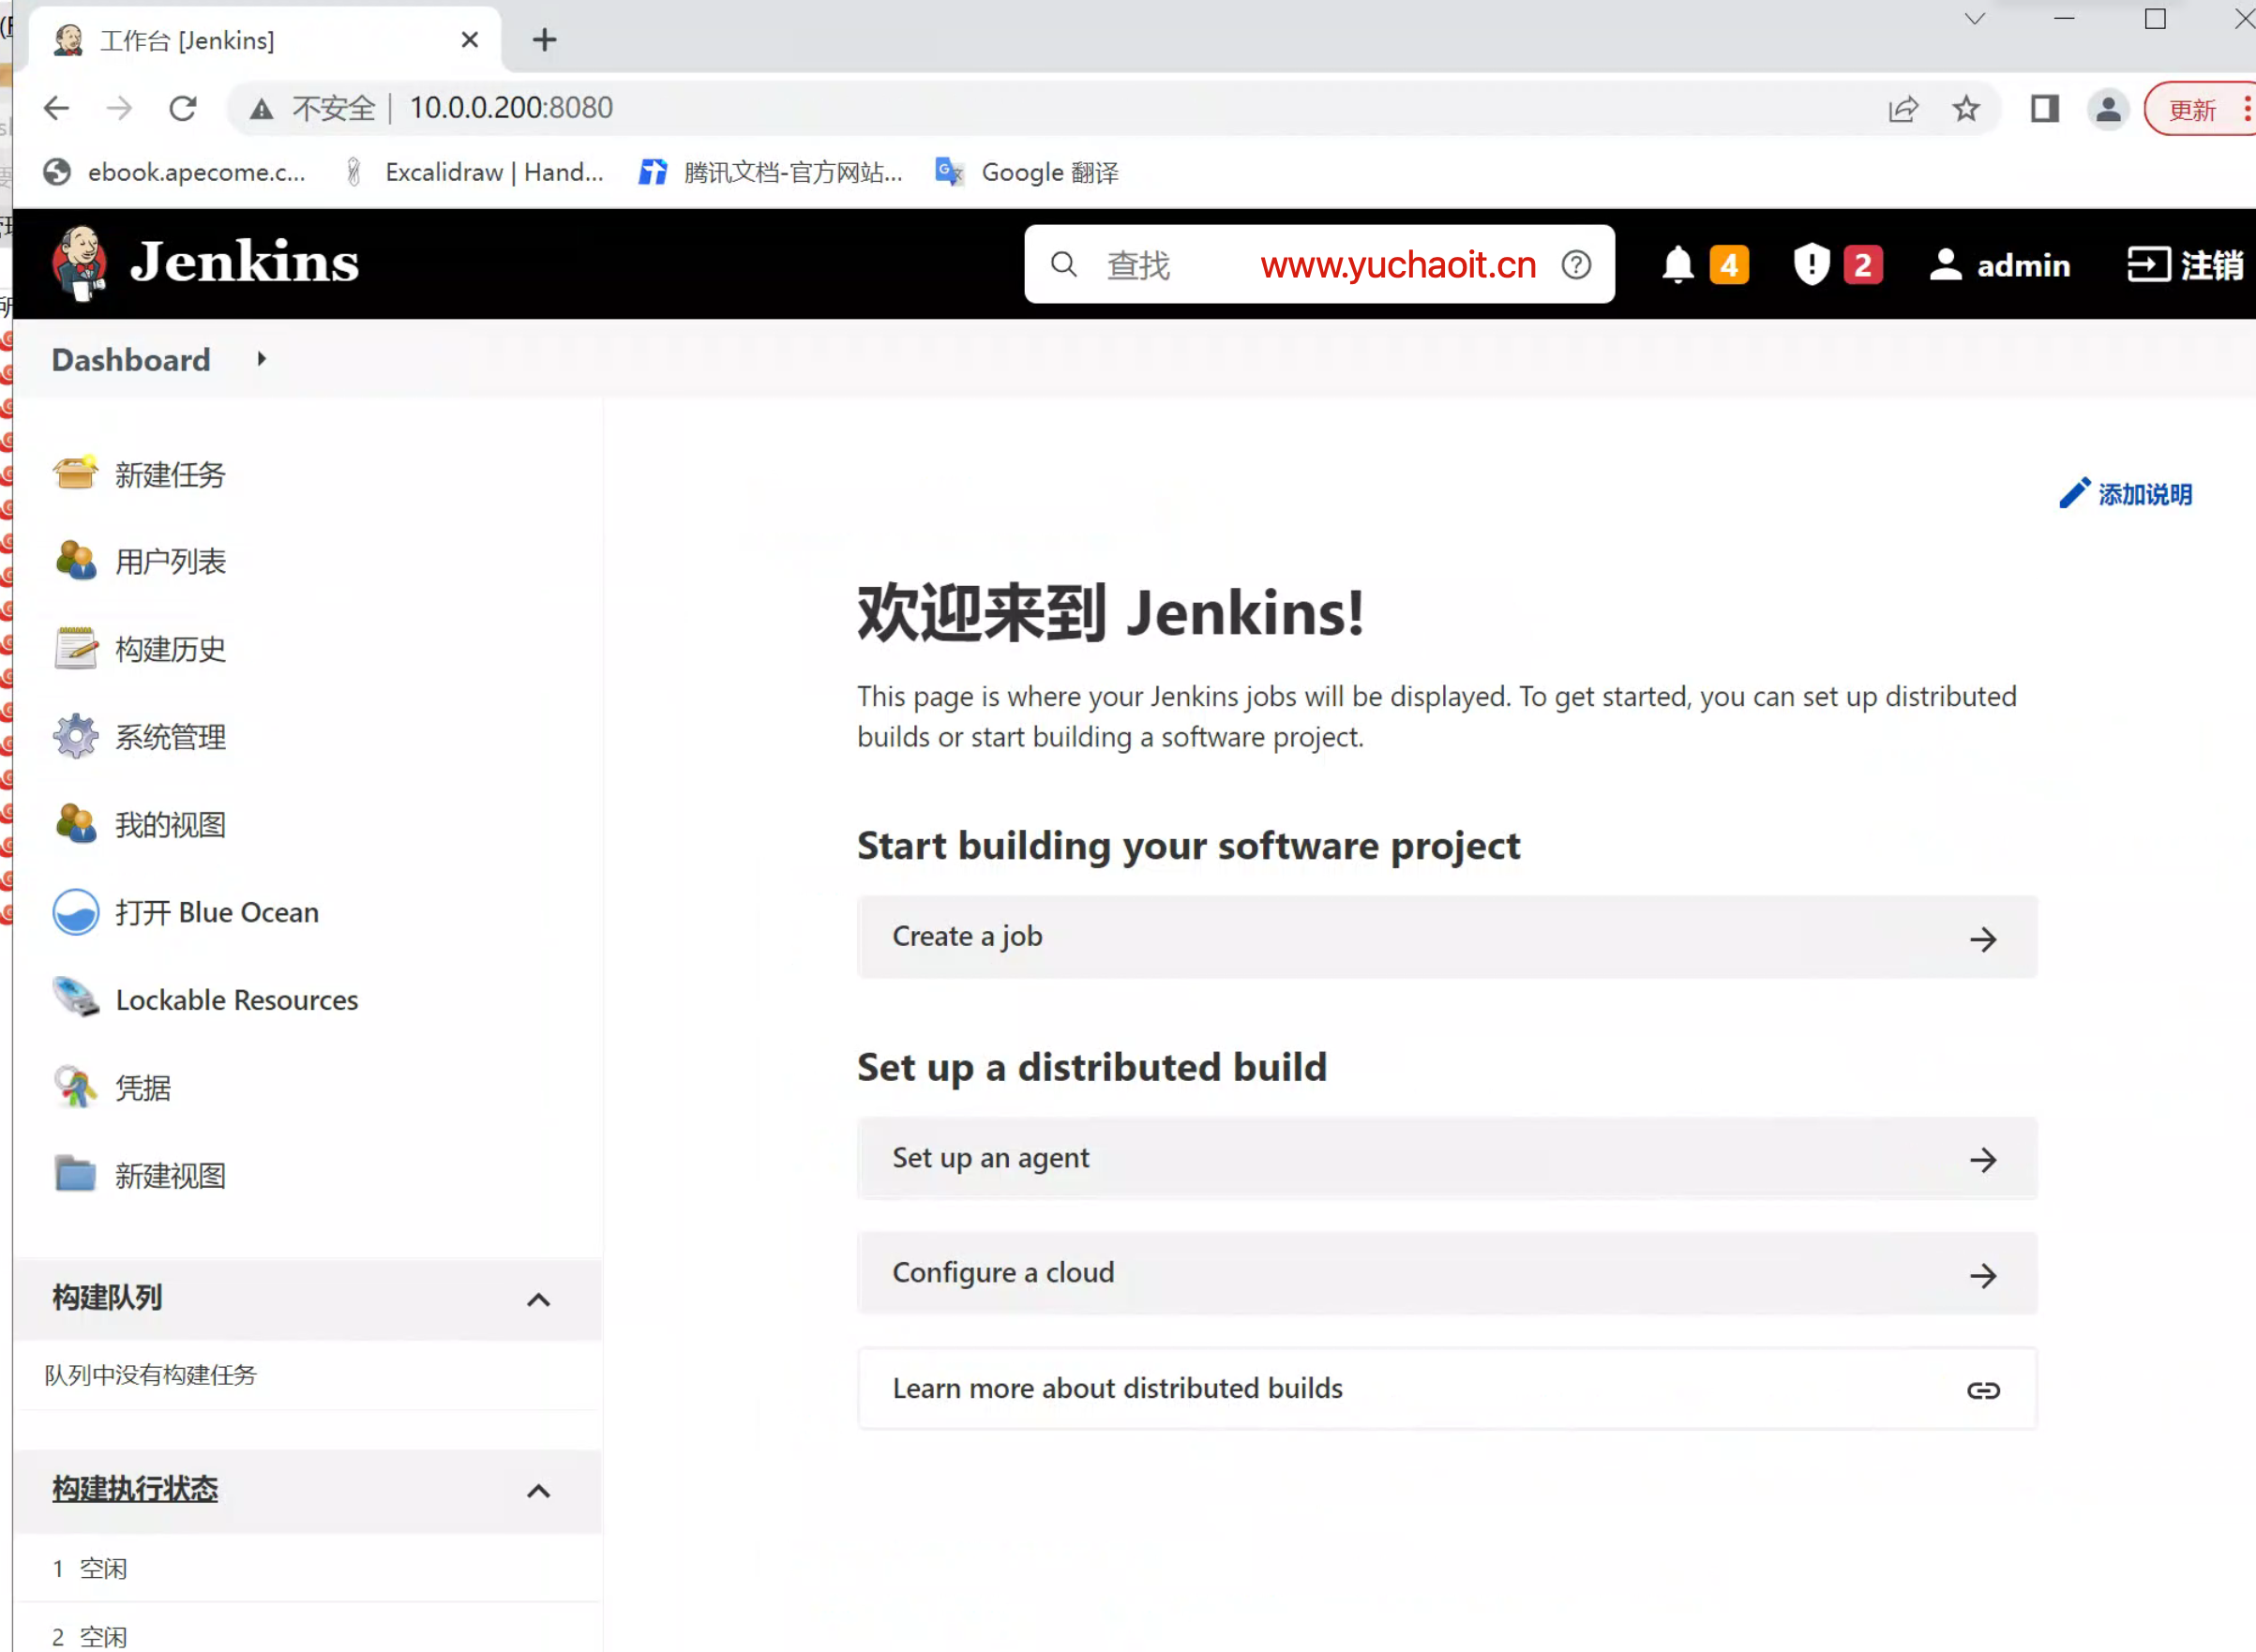 工作台 [Jenkins]
不安全 | 10.0.0.200:8080
更新
ebook.apecome.c... Excalidraw | Hand... 腾讯文档-官方网站... Google 翻译
Jenkins
查找 www.yuchaoit.cn
4 2 admin 注销
Dashboard
新建任务
用户列表
构建历史
系统管理
我的视图
打开 Blue Ocean
Lockable Resources
凭据
新建视图
构建队列
队列中没有构建任务
构建执行状态
1 空闲
2 空闲
添加说明
欢迎来到 Jenkins!
This page is where your Jenkins jobs will be displayed. To get started, you can set up distributed
builds or start building a software project.
Start building your software project
Create a job
Set up a distributed build
Set up an agent
Configure a cloud
Learn more about distributed builds